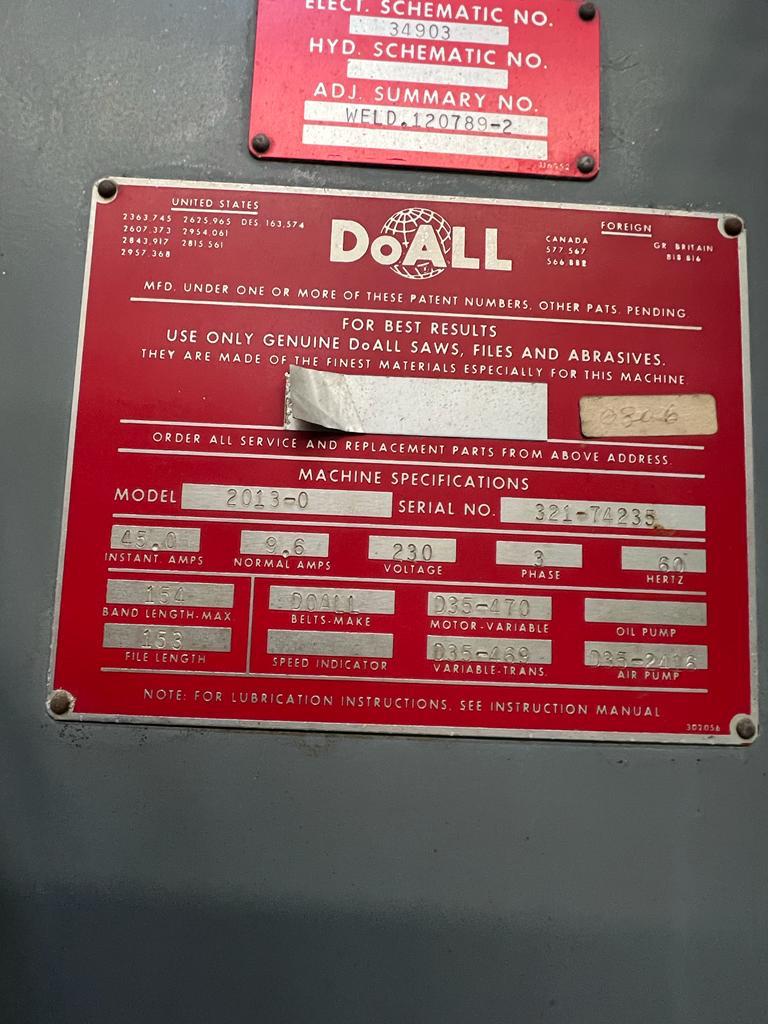 ELECT. SCHEMATIC NO.
34903
HYD. SCHEMATIC NO.
ADJ. SUMMARY NO.
WELD.120789-2
UNITED STATES
2363,745 2625,965 DES. 163,574
2607,373 2954,061
2843,917 2815,561
2957,368
DoALL
FOREIGN
CANADA GR BRITAIN
577 567 818 816
566 882
MFD. UNDER ONE OR MORE OF THESE PATENT NUMBERS, OTHER PATS. PENDING.
FOR BEST RESULTS
USE ONLY GENUINE DoALL SAWS, FILES AND ABRASIVES.
THEY ARE MADE OF THE FINEST MATERIALS ESPECIALLY FOR THIS MACHINE
ORDER ALL SERVICE AND REPLACEMENT PARTS FROM ABOVE ADDRESS.
MACHINE SPECIFICATIONS
MODEL 2013-0 SERIAL NO. 321-74235
45.0 9.6 230 3 60
INSTANT. AMPS NORMAL AMPS VOLTAGE PHASE HERTZ
154 DOALL D35-470
BAND LENGTH-MAX. BELTS-MAKE MOTOR-VARIABLE OIL PUMP
153 D35-469 D35-2416
FILE LENGTH SPEED INDICATOR VARIABLE-TRANS. AIR PUMP
NOTE: FOR LUBRICATION INSTRUCTIONS, SEE INSTRUCTION MANUAL
302056